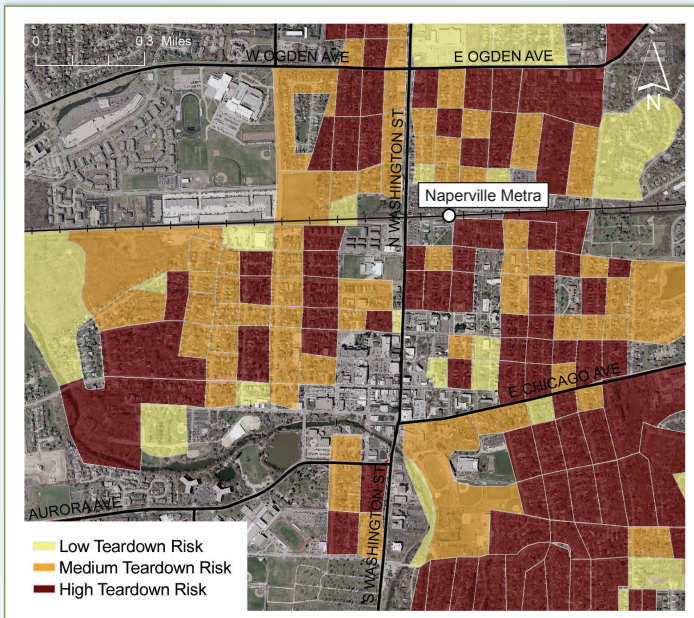 0 0.3 Miles
W OGDEN AVE
E OGDEN AVE
N
N WASHINGTON ST
Naperville Metra
E CHICAGO AVE
S WASHINGTON ST
AURORA AVE
Low Teardown Risk
Medium Teardown Risk
High Teardown Risk